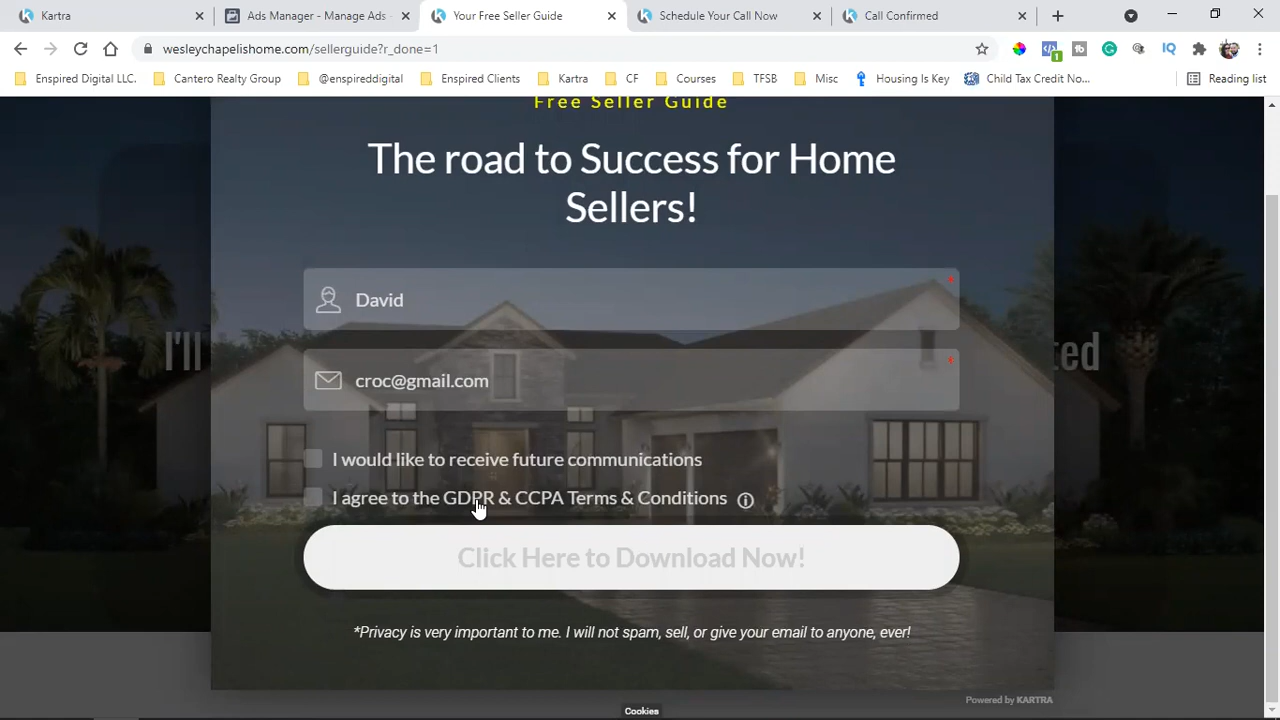 Kartra
Ads Manager - Manage Ads
Your Free Seller Guide
Schedule Your Call Now
Call Confirmed
wesleychapelishome.com/sellerguide?r_done=1
IQ
1
Enspired Digital LLC.
Cantero Realty Group
@enspireddigital
Enspired Clients
Kartra
CF
Courses
TFSB
Misc
Housing Is Key
Child Tax Credit No...
Reading list
Free Seller Guide
The road to Success for Home
Sellers!
David
I'll
ted
croc@gmail.com
I would like to receive future communications
I agree to the GDPR & CCPA Terms & Conditions
Click Here to Download Now!
*Privacy is very important to me. I will not spam, sell, or give your email to anyone, ever!
Powered by KARTRA
Cookies